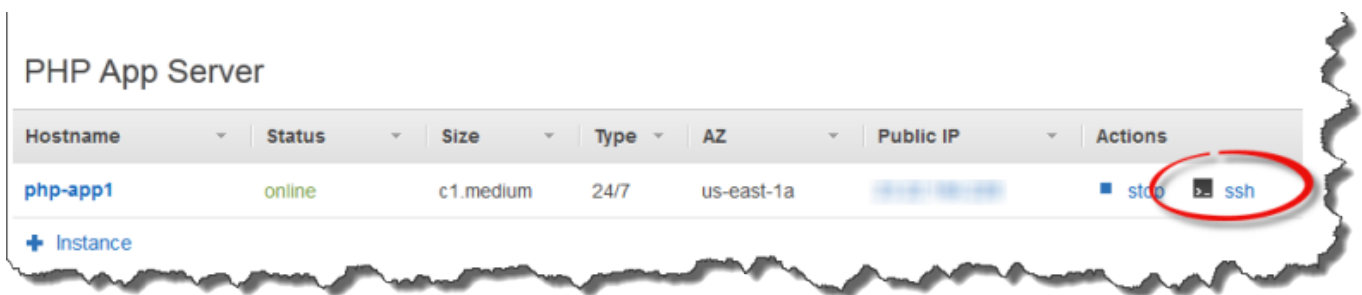 PHP App Server
Hostname Status Size Type AZ Public IP Actions
php-app1 online c1.medium 24/7 us-east-1a stop ssh
Instance